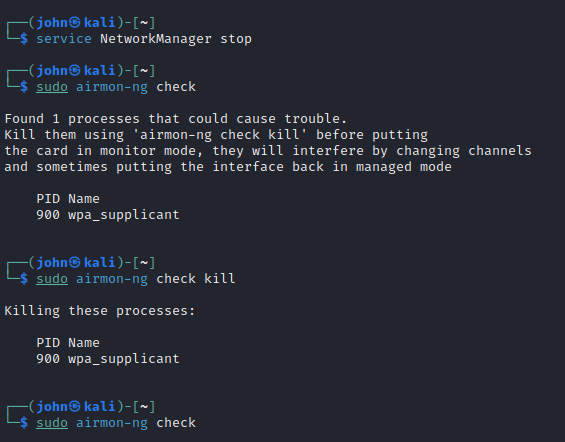 ┌──(john㉿kali)-[~]
└─$ service NetworkManager stop
┌──(john㉿kali)-[~]
└─$ sudo airmon-ng check
Found 1 processes that could cause trouble.
Kill them using 'airmon-ng check kill' before putting
the card in monitor mode, they will interfere by changing channels
and sometimes putting the interface back in managed mode
PID Name
900 wpa_supplicant
┌──(john㉿kali)-[~]
└─$ sudo airmon-ng check kill
Killing these processes:
PID Name
900 wpa_supplicant
┌──(john㉿kali)-[~]
└─$ sudo airmon-ng check